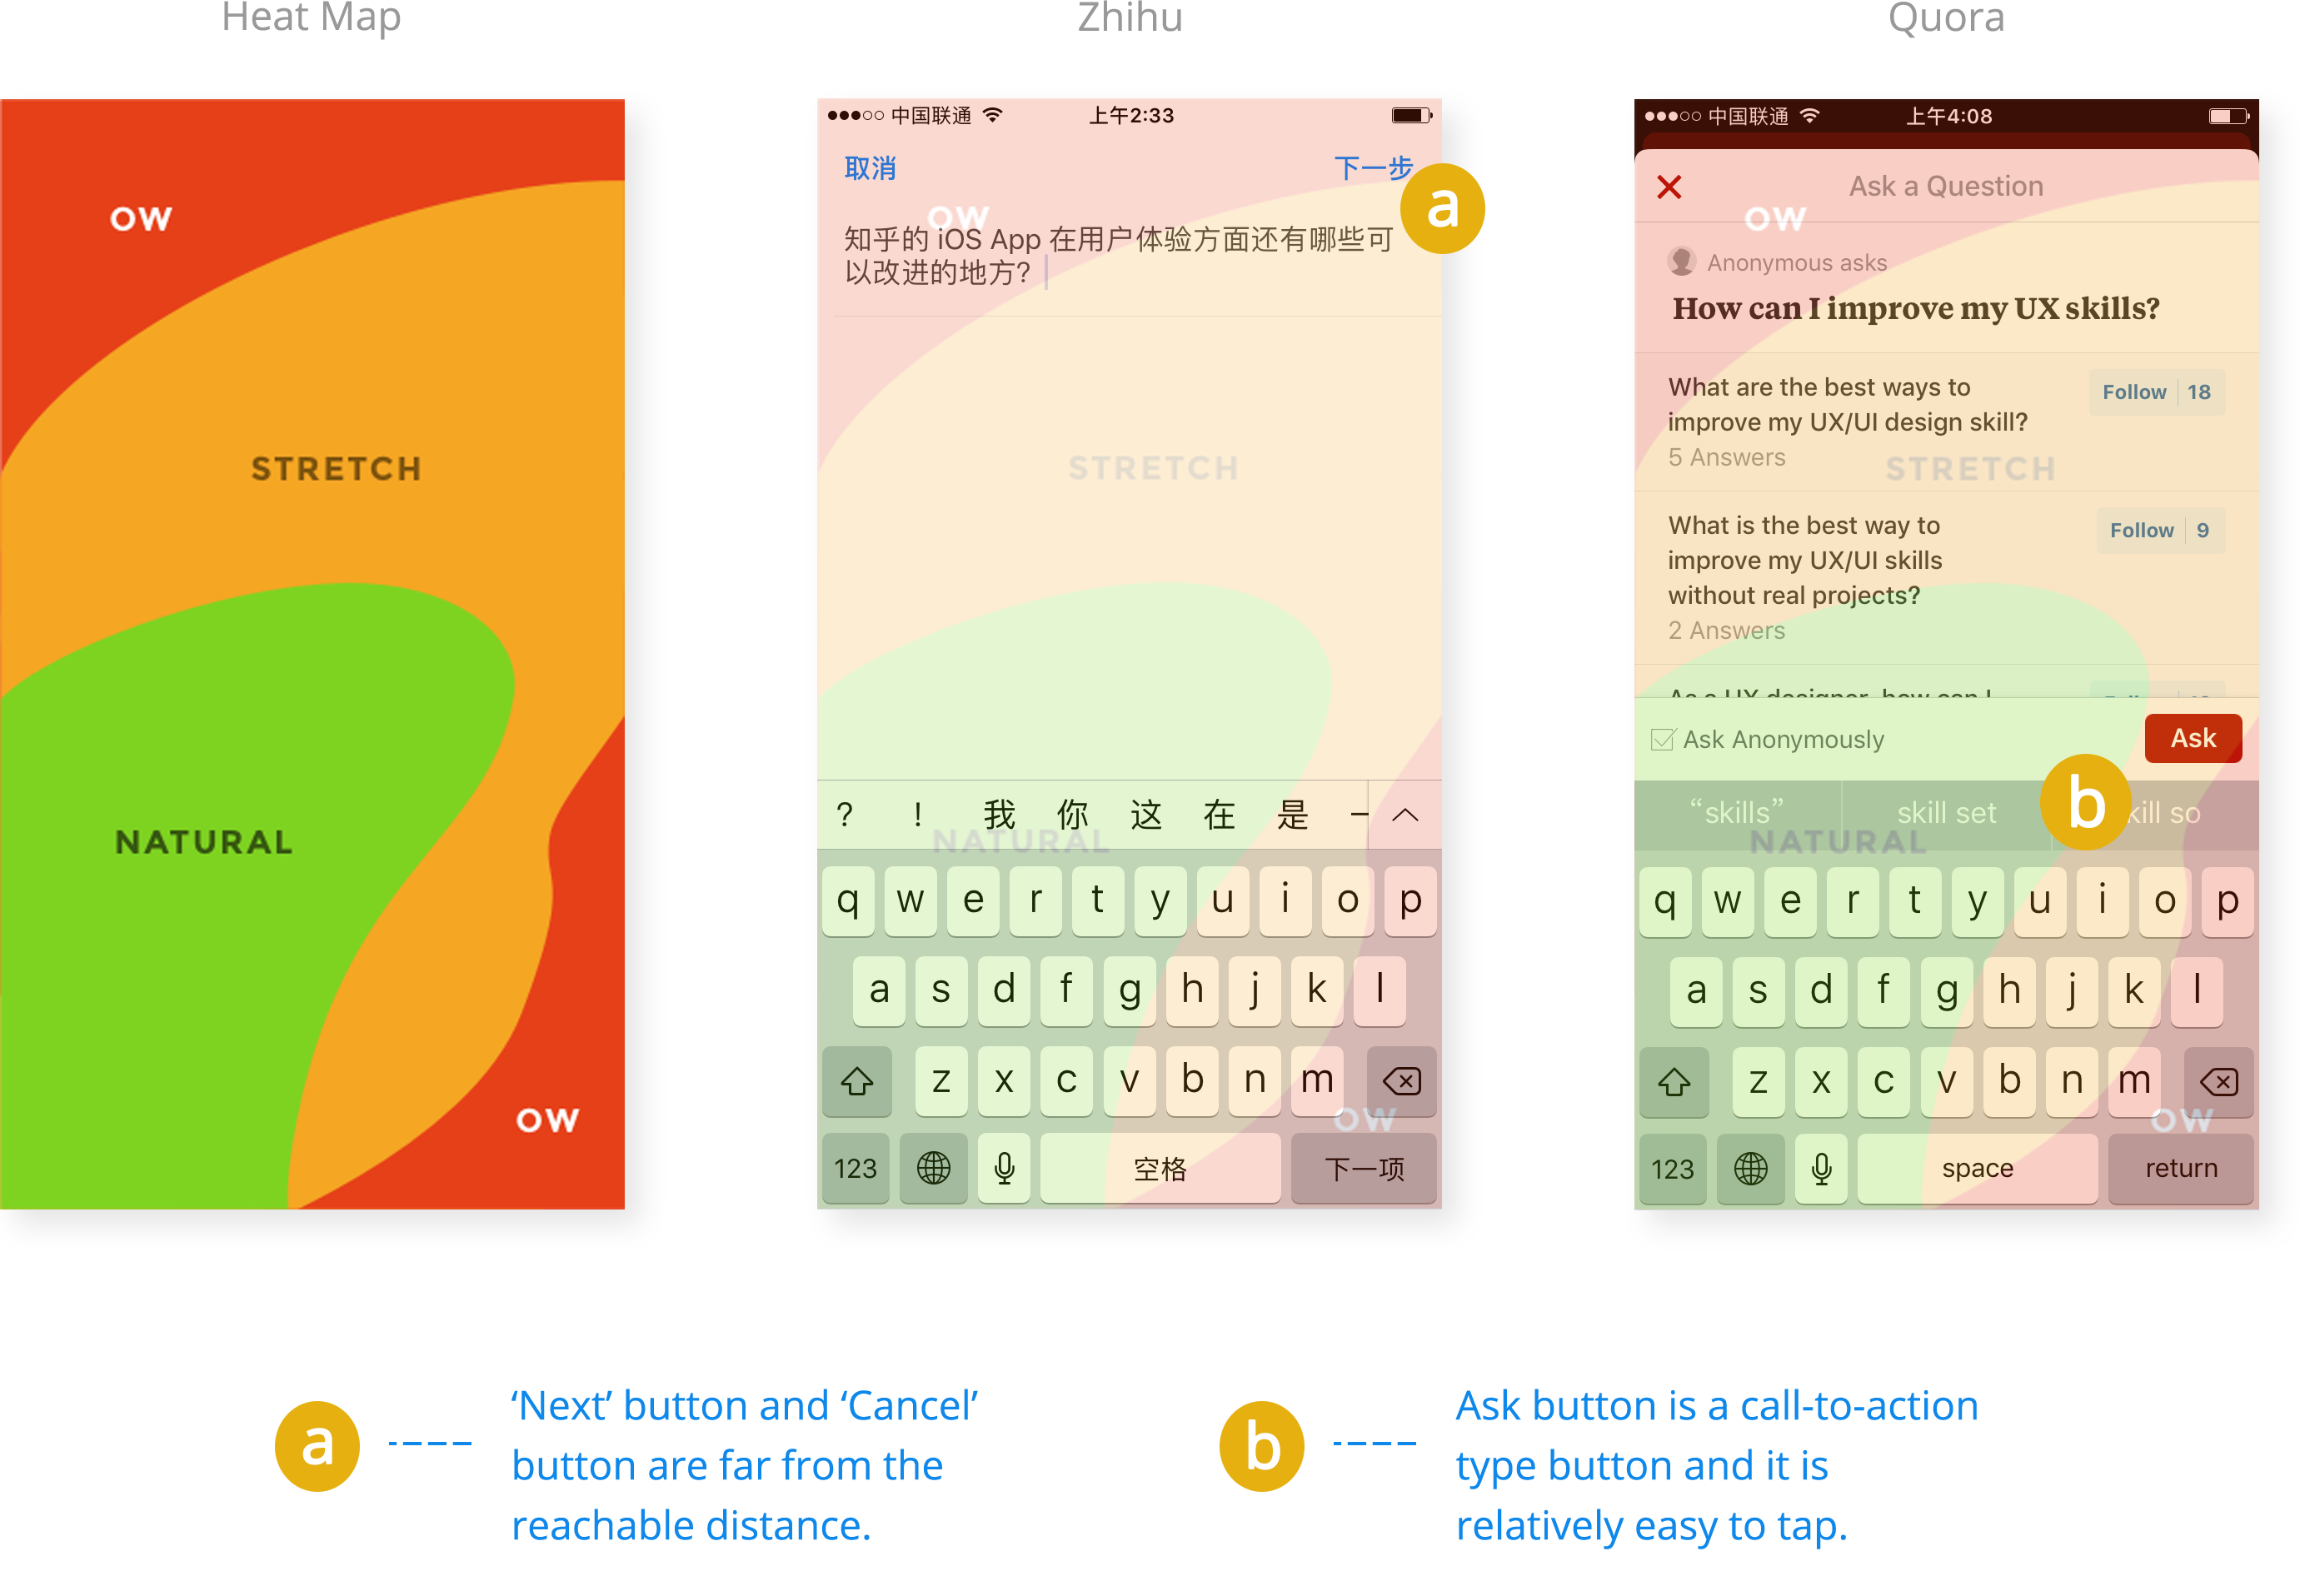 Heat Map
Zhihu
Quora
OW
STRETCH
NATURAL
OW
中国联通
上午2:33
取消
下一步
a
OW
知乎的 iOS App 在用户体验方面还有哪些可
以改进的地方?
STRETCH
? ! 我 你 这 在 是 一
NATURAL
q w e r t y u i o p
a s d f g h j k l
z x c v b n m
OW
123 空格 下一项
中国联通
上午4:08
Ask a Question
OW
Anonymous asks
How can I improve my UX skills?
What are the best ways to
improve my UX/UI design skill?
Follow 18
5 Answers
STRETCH
What is the best way to
improve my UX/UI skills
without real projects?
Follow 9
2 Answers
As a UX designer, how can I
Ask Anonymously
Ask
b
“skills” skill set kill so
NATURAL
q w e r t y u i o p
a s d f g h j k l
z x c v b n m
OW
123 space return
a
‘Next’ button and ‘Cancel’
button are far from the
reachable distance.
b
Ask button is a call-to-action
type button and it is
relatively easy to tap.